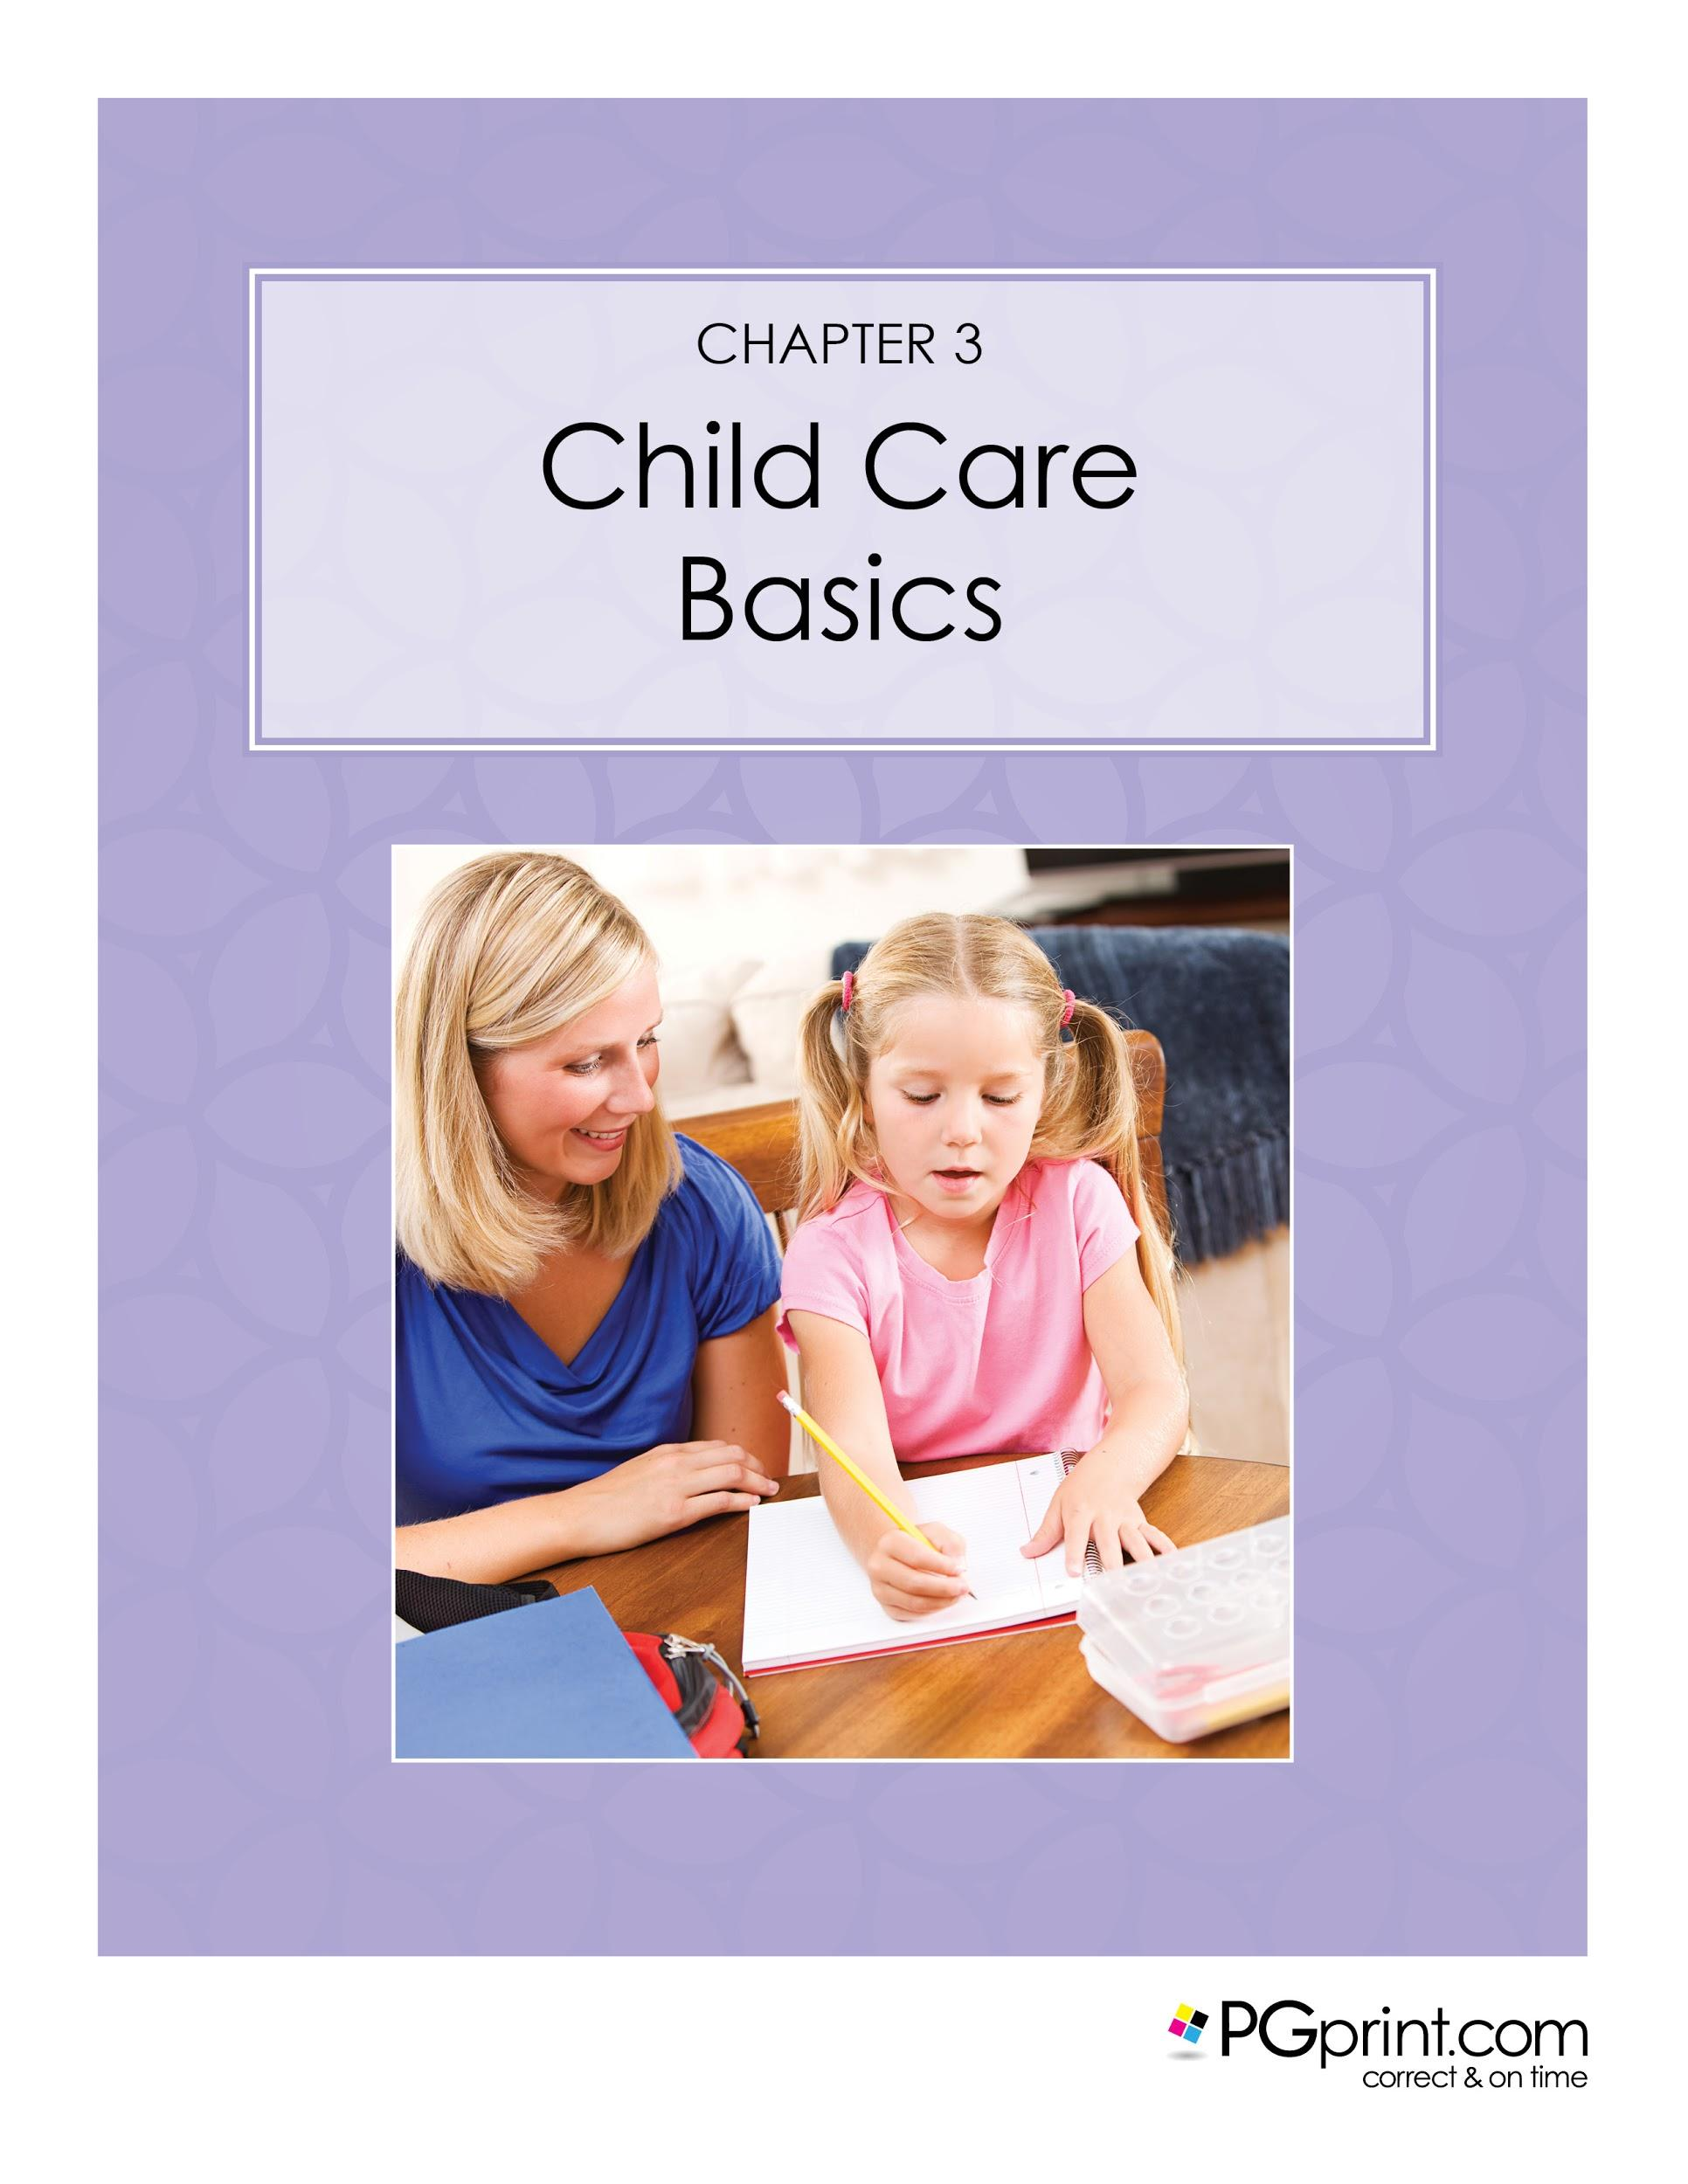 CHAPTER 3
Child Care
Basics
PGprint.com
correct & on time